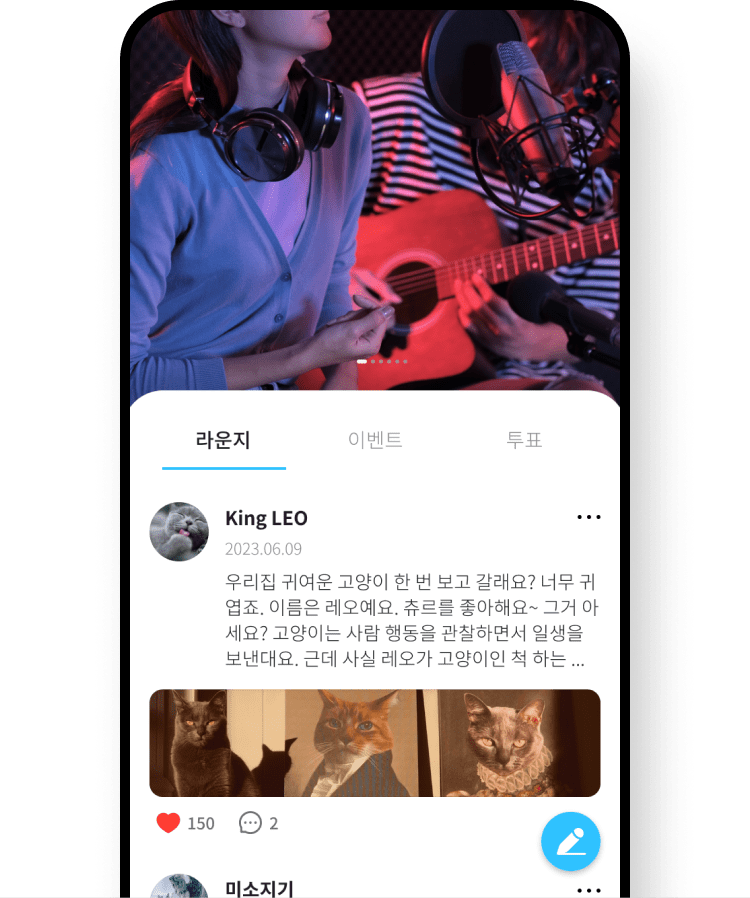 라운지
이벤트
투표
King LEO
2023.06.09
우리집 귀여운 고양이 한 번 보고 갈래요? 너무 귀
엽죠. 이름은 레오예요. 츄르를 좋아해요~ 그거 아
세요? 고양이는 사람 행동을 관찰하면서 일생을
보낸대요. 근데 사실 레오가 고양이인 척 하는 ...
150
2
미소지기